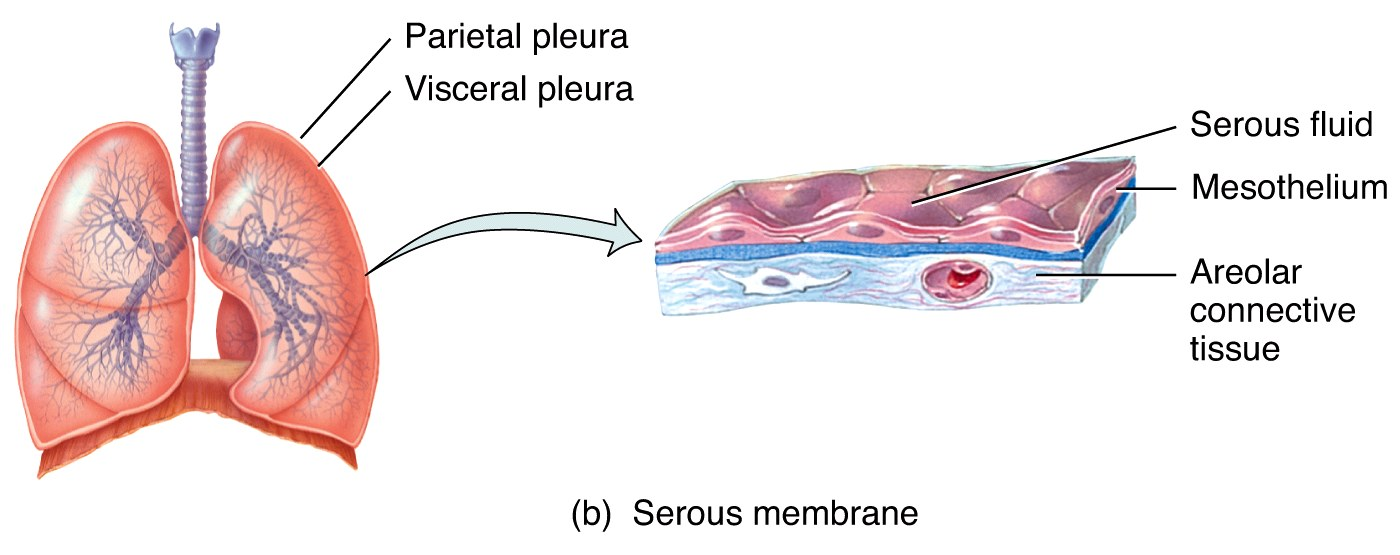 Parietal pleura
Visceral pleura
Serous fluid
Mesothelium
Areolar
connective
tissue
(b) Serous membrane